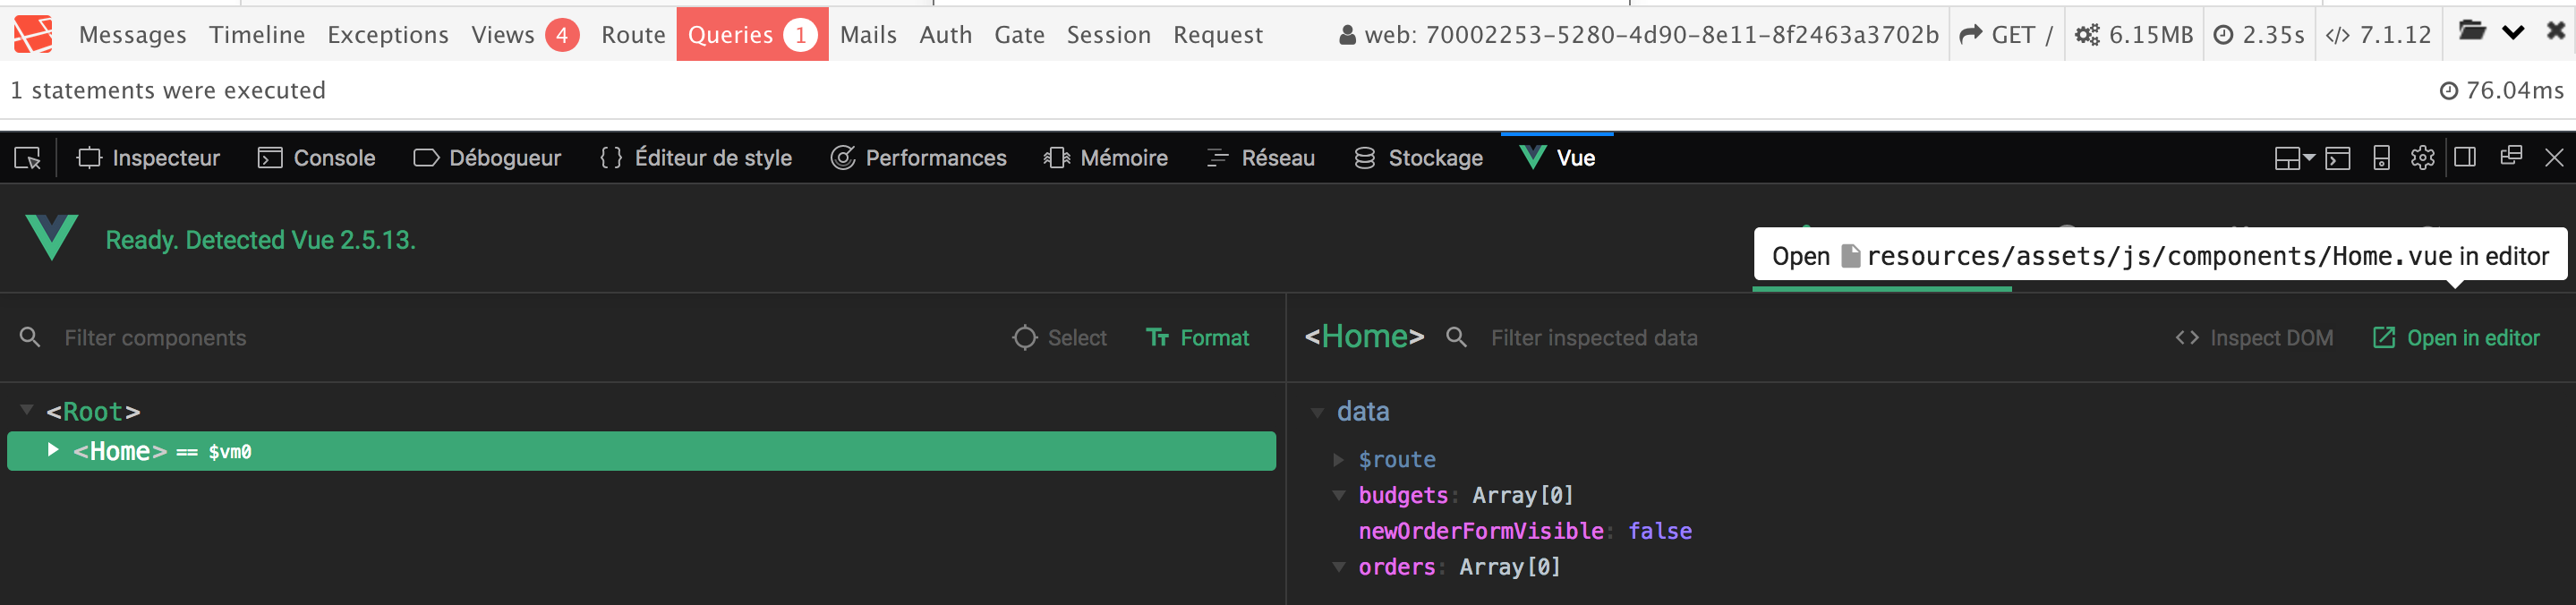 Messages Timeline Exceptions Views 4 Route Queries 1 Mails Auth Gate Session Request web: 70002253-5280-4d90-8e11-8f2463a3702b GET / 6.15MB 2.35s </> 7.1.12
1 statements were executed 76.04ms
Inspecteur Console Débogueur {} Éditeur de style Performances Mémoire Réseau Stockage Vue
Ready. Detected Vue 2.5.13.
Open resources/assets/js/components/Home.vue in editor
Filter components Select Format <Home> Filter inspected data <> Inspect DOM Open in editor
<Root>
<Home> == $vm0
data
$route
budgets: Array[0]
newOrderFormVisible: false
orders: Array[0]